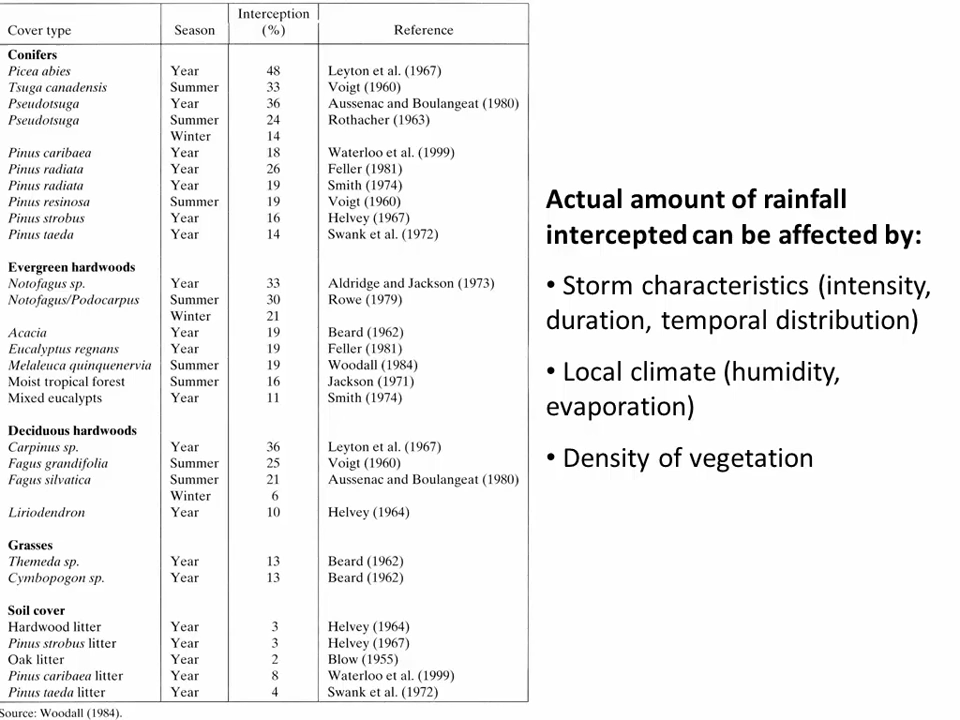 Cover type Season Interception (%) Reference
Conifers
Picea abies Year 48 Leyton et al. (1967)
Tsuga canadensis Summer 33 Voigt (1960)
Pseudotsuga Year 36 Aussenac and Boulangeat (1980)
Pseudotsuga Summer 24 Rothacher (1963)
Winter 14
Pinus caribaea Year 18 Waterloo et al. (1999)
Pinus radiata Year 26 Feller (1981)
Pinus radiata Year 19 Smith (1974)
Pinus resinosa Summer 19 Voigt (1960)
Pinus strobus Year 16 Helvey (1967)
Pinus taeda Year 14 Swank et al. (1972)
Evergreen hardwoods
Notofagus sp. Year 33 Aldridge and Jackson (1973)
Notofagus/Podocarpus Summer 30 Rowe (1979)
Winter 21
Acacia Year 19 Beard (1962)
Eucalyptus regnans Year 19 Feller (1981)
Melaleuca quinquenervia Summer 19 Woodall (1984)
Moist tropical forest Summer 16 Jackson (1971)
Mixed eucalypts Year 11 Smith (1974)
Deciduous hardwoods
Carpinus sp. Year 36 Leyton et al. (1967)
Fagus grandifolia Summer 25 Voigt (1960)
Fagus silvatica Summer 21 Aussenac and Boulangeat (1980)
Winter 6
Liriodendron Year 10 Helvey (1964)
Grasses
Themeda sp. Year 13 Beard (1962)
Cymbopogon sp. Year 13 Beard (1962)
Soil cover
Hardwood litter Year 3 Helvey (1964)
Pinus strobus litter Year 3 Helvey (1967)
Oak litter Year 2 Blow (1955)
Pinus caribaea litter Year 8 Waterloo et al. (1999)
Pinus taeda litter Year 4 Swank et al. (1972)
Source: Woodall (1984).
Actual amount of rainfall
intercepted can be affected by:
• Storm characteristics (intensity,
duration, temporal distribution)
• Local climate (humidity,
evaporation)
• Density of vegetation